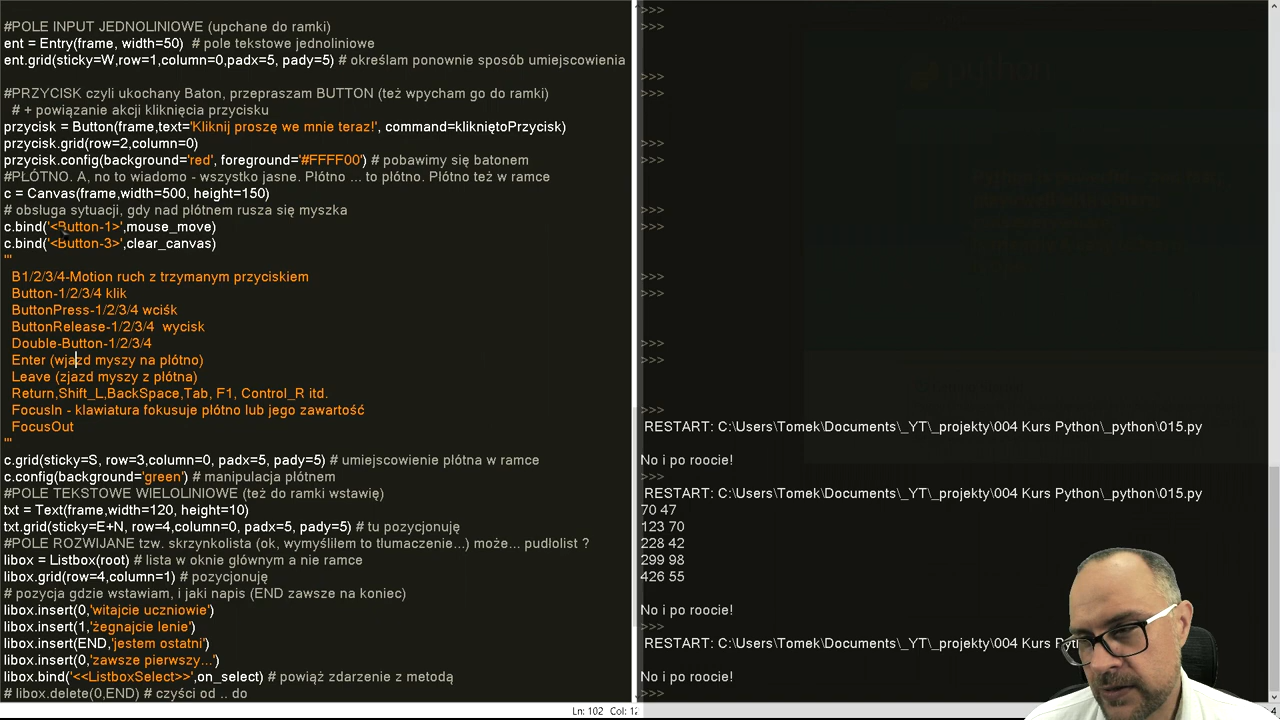 #POLE INPUT JEDNOLINIOWE (upchane do ramki)
ent = Entry(frame, width=50)  # pole tekstowe jednoliniowe
ent.grid(sticky=W,row=1,column=0,padx=5, pady=5) # określam ponownie sposób umiejscowienia
#PRZYCISK czyli ukochany Baton, przepraszam BUTTON (też wpycham go do ramki)
# + powiązanie akcji kliknięcia przycisku
przycisk = Button(frame,text='Kliknij proszę we mnie teraz!', command=klikniętoPrzycisk)
przycisk.grid(row=2,column=0)
przycisk.config(background='red', foreground='#FFFF00') # pobawimy się batonem
#PŁÓTNO. A, no to wiadomo - wszystko jasne. Płótno ... to płótno. Płótno też w ramce
c = Canvas(frame,width=500, height=150)
# obsługa sytuacji, gdy nad płótnem rusza się myszka
c.bind('<Button-1>',mouse_move)
c.bind('<Button-3>',clear_canvas)
'''
B1/2/3/4-Motion ruch z trzymanym przyciskiem
Button-1/2/3/4 klik
ButtonPress-1/2/3/4 wciśk
ButtonRelease-1/2/3/4  wycisk
Double-Button-1/2/3/4
Enter (wjazd myszy na płótno)
Leave (zjazd myszy z płótna)
Return,Shift_L,BackSpace,Tab, F1, Control_R itd.
FocusIn - klawiatura fokusuje płótno lub jego zawartość
FocusOut
'''
c.grid(sticky=S, row=3,column=0, padx=5, pady=5) # umiejscowienie płótna w ramce
c.config(background='green') # manipulacja płótnem
#POLE TEKSTOWE WIELOLINIOWE (też do ramki wstawię)
txt = Text(frame,width=120, height=10)
txt.grid(sticky=E+N, row=4,column=0, padx=5, pady=5) # tu pozycjonuję
#POLE ROZWIJANE tzw. skrzynkolista (ok, wymyśliłem to tłumaczenie...) może... pudłolist ?
libox = Listbox(root) # lista w oknie głównym a nie ramce
libox.grid(row=4,column=1) # pozycjonuję
# pozycja gdzie wstawiam, i jaki napis (END zawsze na koniec)
libox.insert(0,'witajcie uczniowie')
libox.insert(1,'żegnajcie lenie')
libox.insert(END,'jestem ostatni')
libox.insert(0,'zawsze pierwszy...')
libox.bind('<<ListboxSelect>>',on_select) # powiąż zdarzenie z metodą
# libox.delete(0,END) # czyści od .. do
Ln: 102 Col: 12
>>>
>>>
>>>
>>>
>>>
>>>
>>>
>>>
>>>
>>>
>>>
>>>
>>>
RESTART: C:\Users\Tomek\Documents\_YT\_projekty\004 Kurs Python\_python\015.py
No i po roocie!
>>>
RESTART: C:\Users\Tomek\Documents\_YT\_projekty\004 Kurs Python\_python\015.py
70 47
123 70
228 42
299 98
426 55
No i po roocie!
>>>
RESTART: C:\Users\Tomek\Documents\_YT\_projekty\004 Kurs Pyt
No i po roocie!
>>>
4